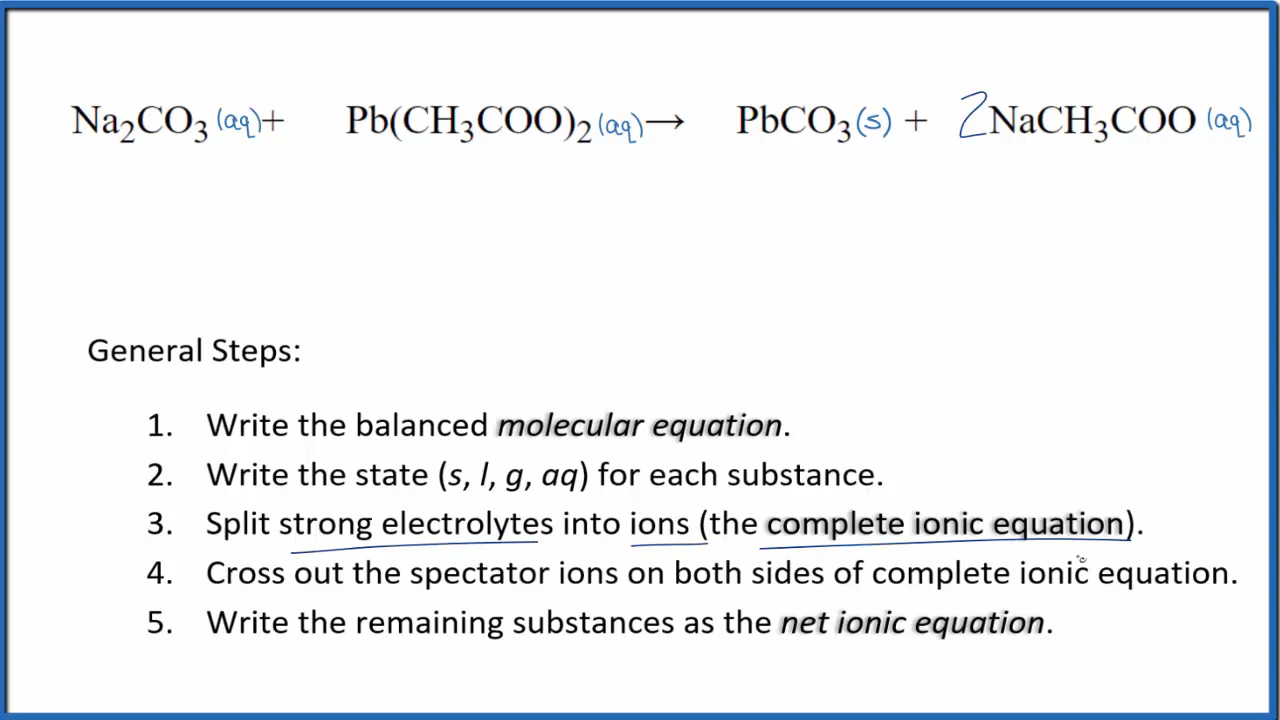 Na₂CO₃ (aq) + Pb(CH₃COO)₂ (aq) → PbCO₃ (s) + 2NaCH₃COO (aq)
General Steps:
1. Write the balanced molecular equation.
2. Write the state (s, l, g, aq) for each substance.
3. Split strong electrolytes into ions (the complete ionic equation).
4. Cross out the spectator ions on both sides of complete ionic equation.
5. Write the remaining substances as the net ionic equation.